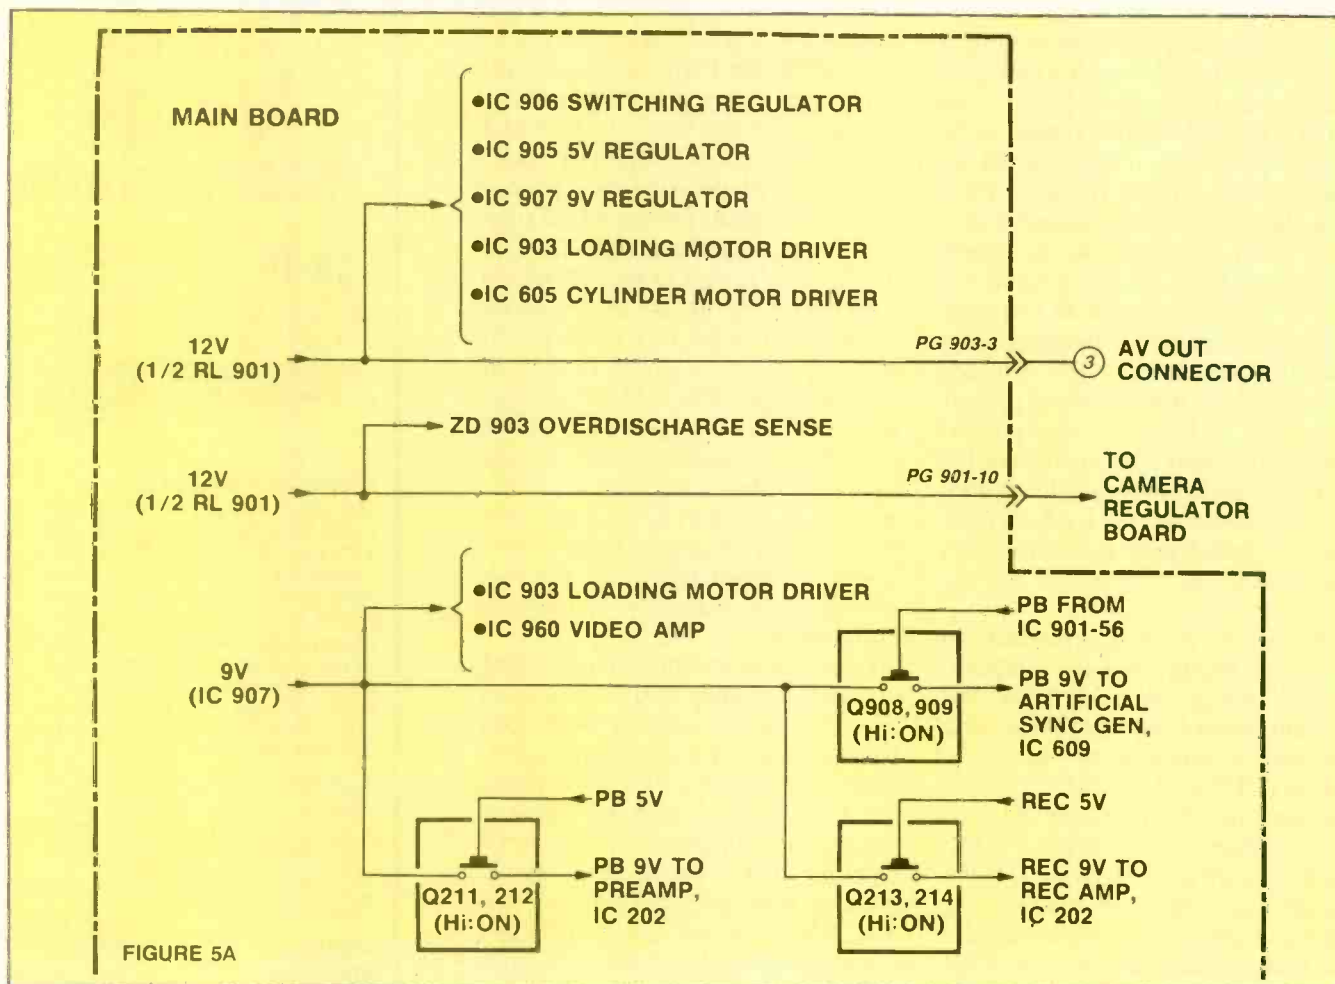 MAIN BOARD
●IC 906 SWITCHING REGULATOR
●IC 905 5V REGULATOR
●IC 907 9V REGULATOR
●IC 903 LOADING MOTOR DRIVER
●IC 605 CYLINDER MOTOR DRIVER
12V
(1/2 RL 901)
PG 903-3
3
AV OUT
CONNECTOR
ZD 903 OVERDISCHARGE SENSE
12V
(1/2 RL 901)
PG 901-10
TO
CAMERA
REGULATOR
BOARD
●IC 903 LOADING MOTOR DRIVER
●IC 960 VIDEO AMP
9V
(IC 907)
PB FROM
IC 901-56
Q908, 909
(Hi:ON)
PB 9V TO
ARTIFICIAL
SYNC GEN,
IC 609
PB 5V
Q211, 212
(Hi:ON)
PB 9V TO
PREAMP,
IC 202
REC 5V
Q213, 214
(Hi:ON)
REC 9V TO
REC AMP,
IC 202
FIGURE 5A